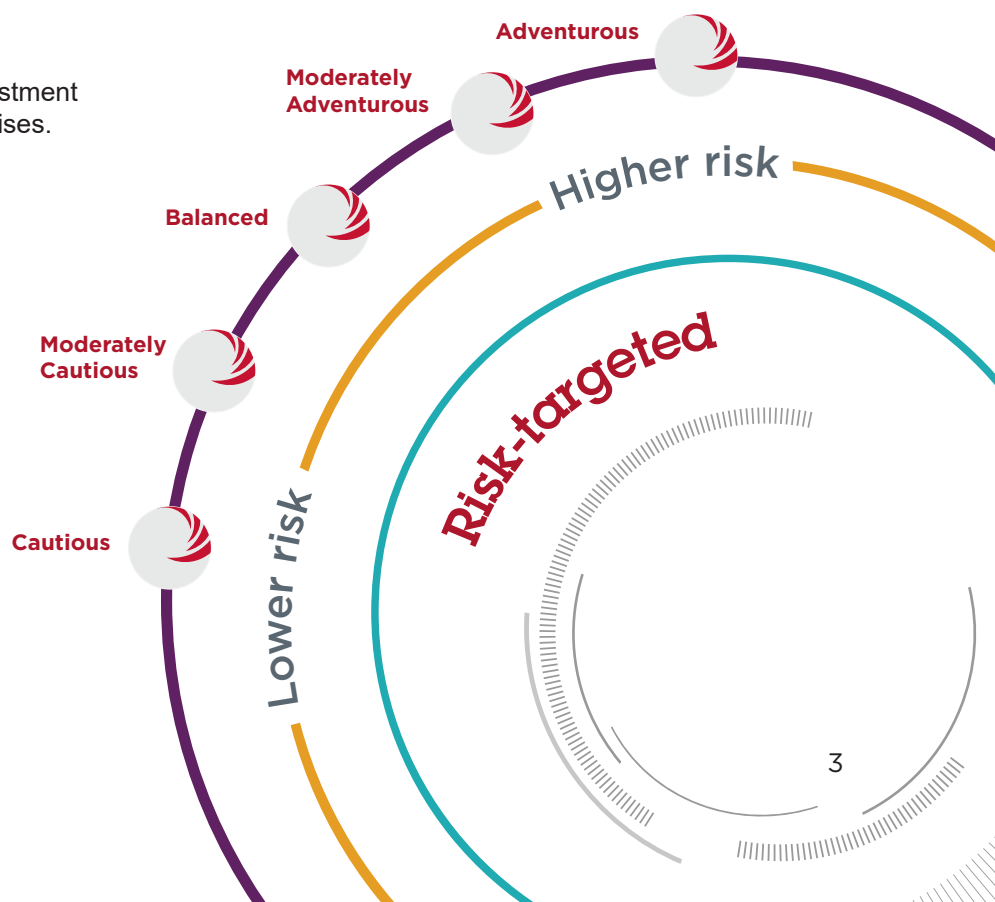 stment
ises.
Adventurous
Moderately
Adventurous
Higher risk
Balanced
Risk-targeted
Moderately
Cautious
Lower risk
Cautious
3